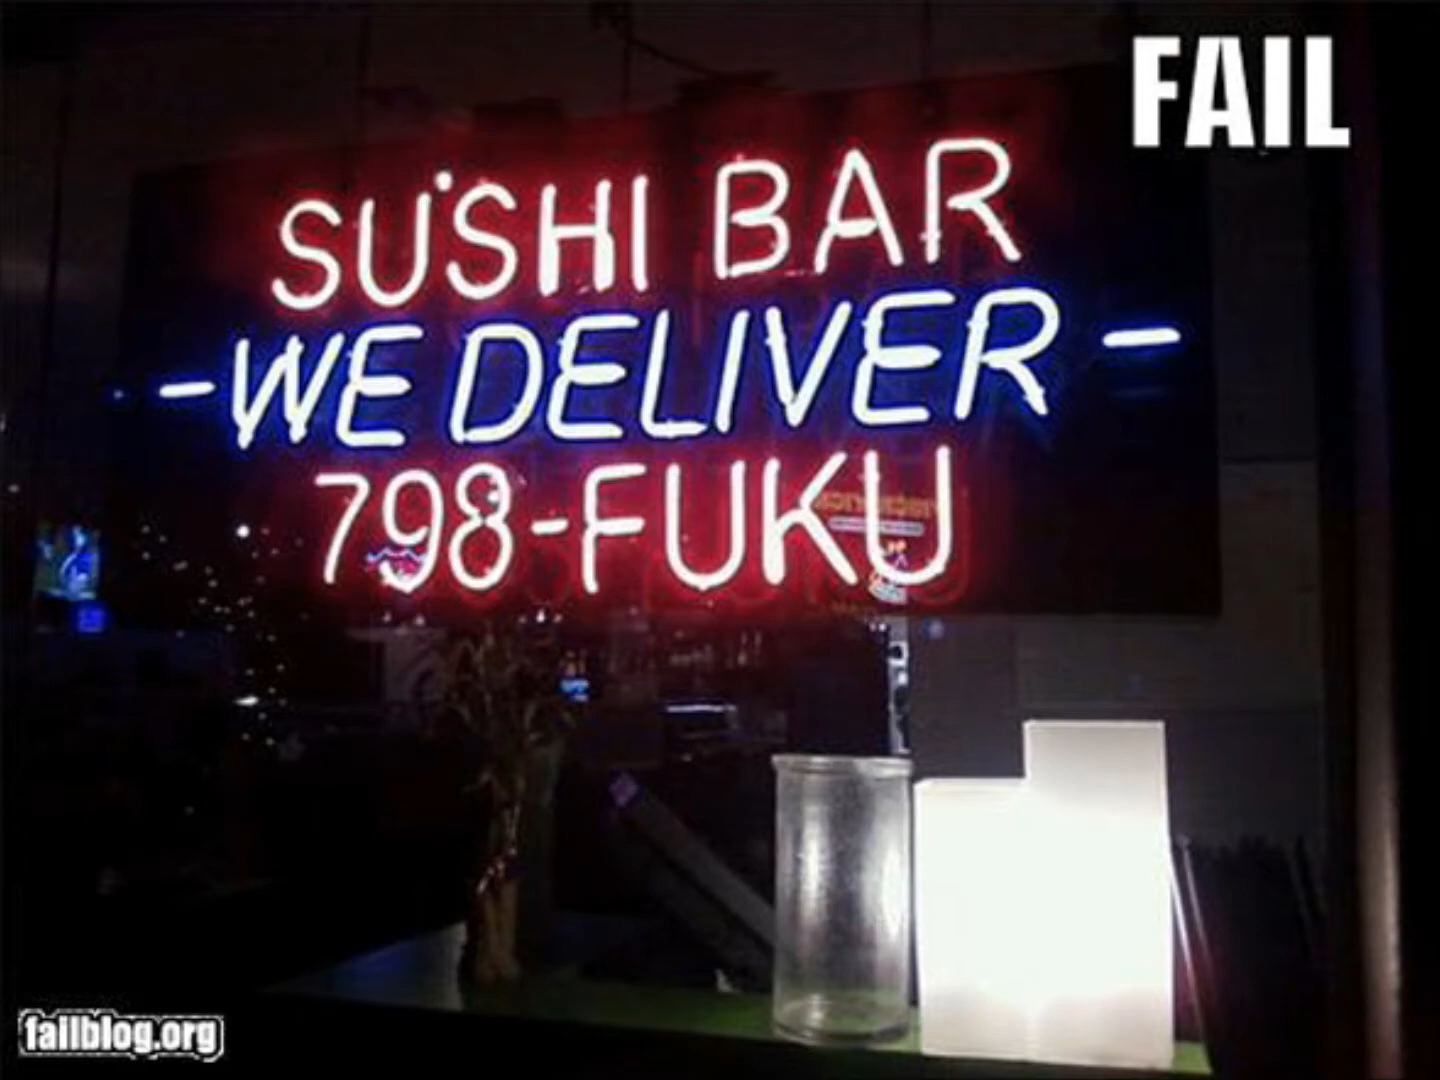 FAIL
SUSHI BAR
-WE DELIVER-
798-FUKU
failblog.org